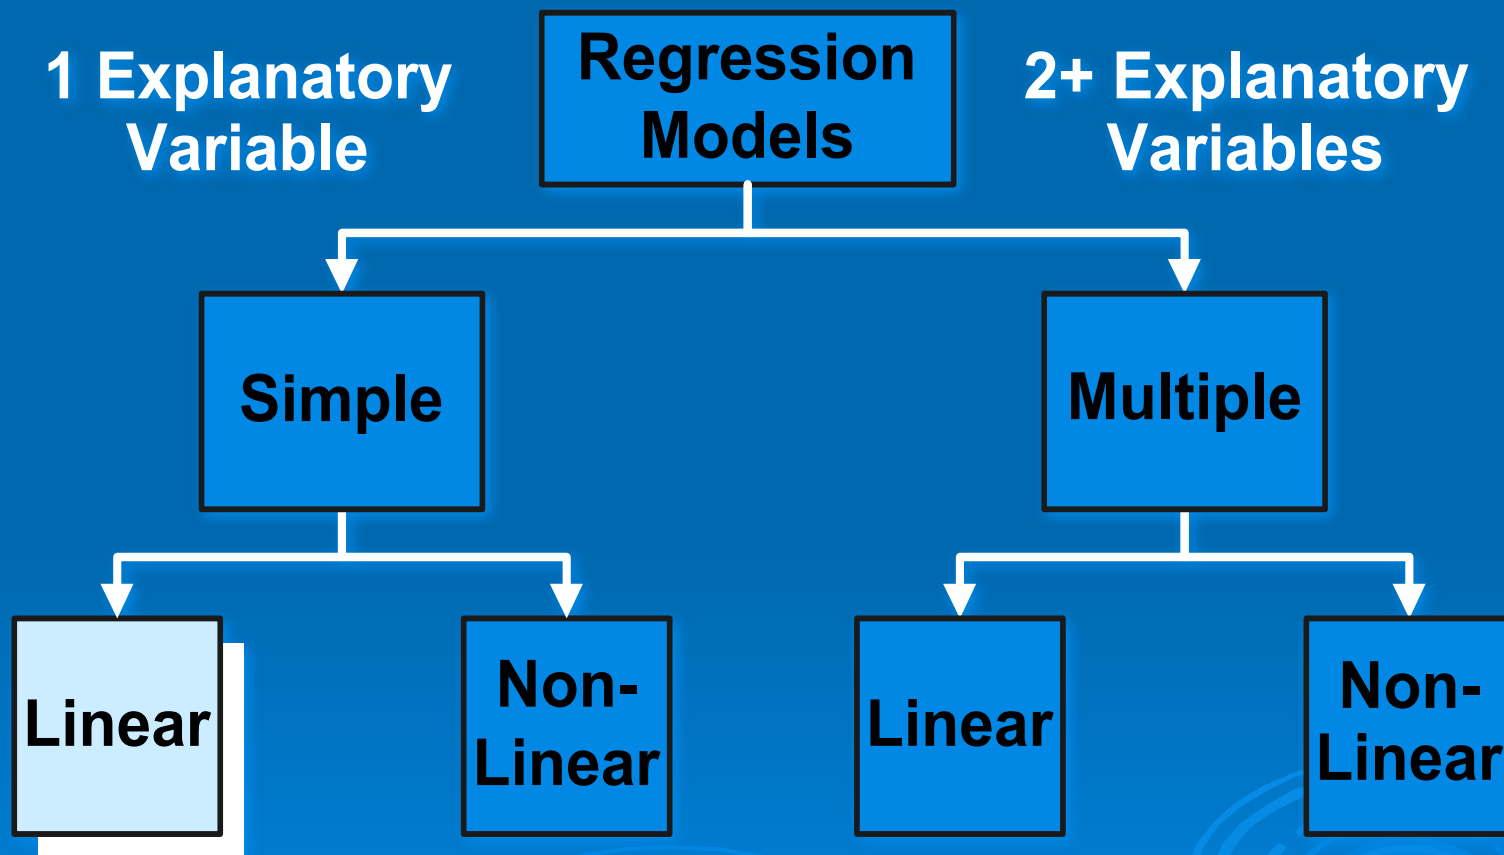 1 Explanatory
Variable
Regression
Models
2+ Explanatory
Variables
Simple
Multiple
Linear
Non-
Linear
Linear
Non-
Linear